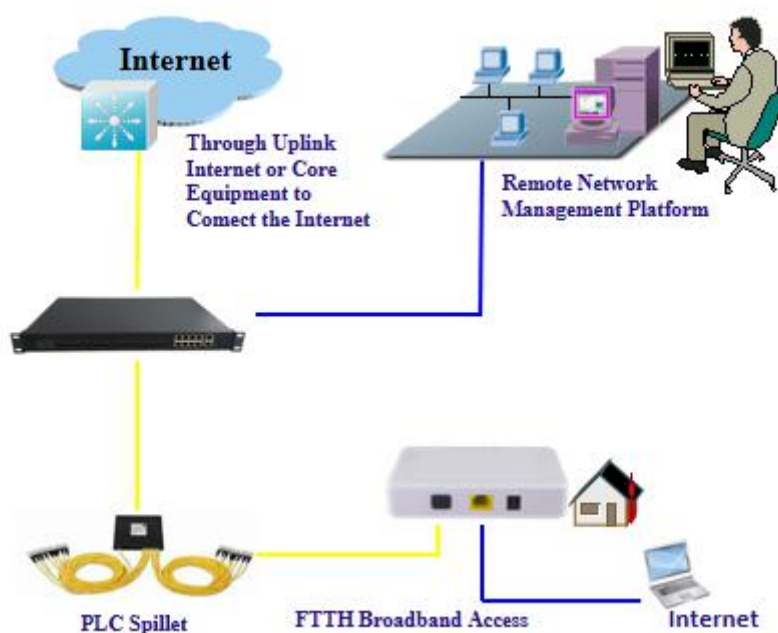 Internet
Through Uplink
Internet or Core
Equipment to
Comect the Internet
Remote Network
Management Platform
PLC Spillet
FTTH Broadband Access
Internet